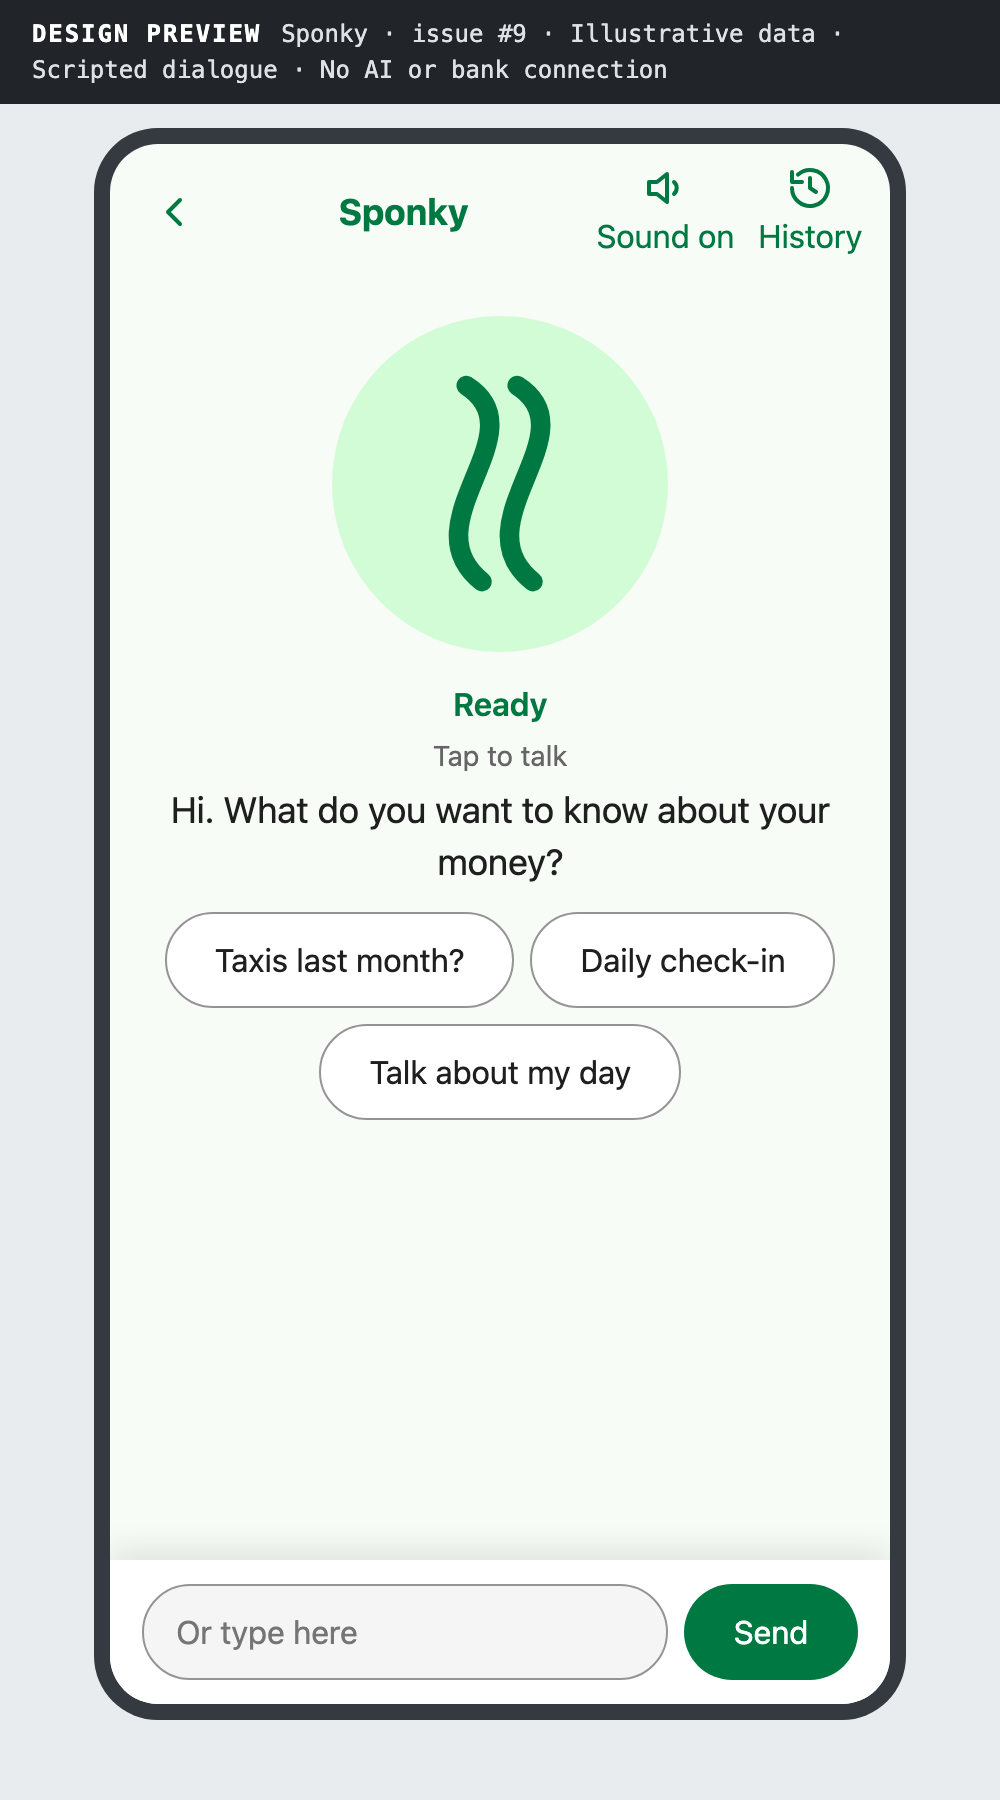 DESIGN PREVIEW Sponky · issue #9 · Illustrative data ·
Scripted dialogue · No AI or bank connection
Sponky
Sound on
History
Ready
Tap to talk
Hi. What do you want to know about your
money?
Taxis last month?
Daily check-in
Talk about my day
Or type here
Send